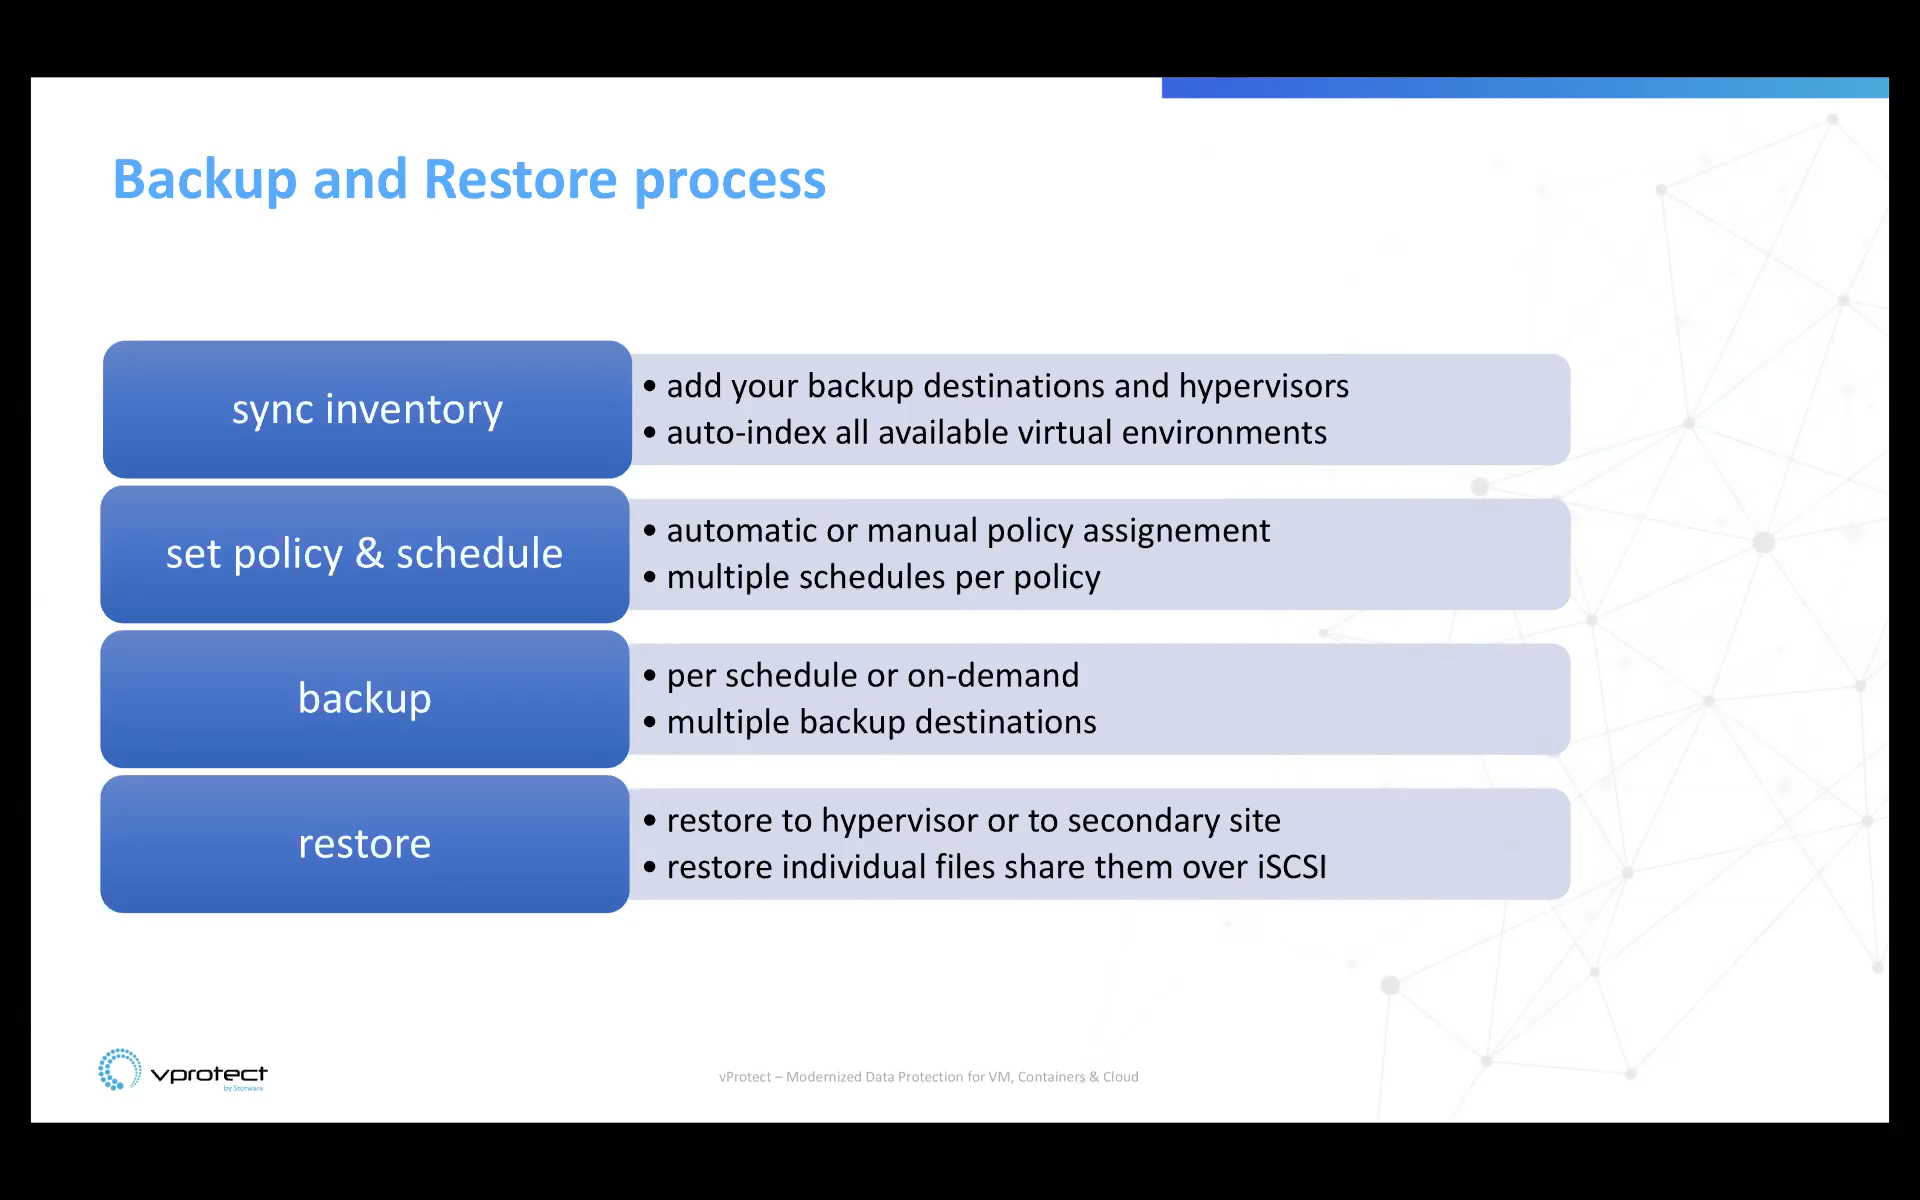 Backup and Restore process
sync inventory
• add your backup destinations and hypervisors
• auto-index all available virtual environments
set policy & schedule
• automatic or manual policy assignement
• multiple schedules per policy
backup
• per schedule or on-demand
• multiple backup destinations
restore
• restore to hypervisor or to secondary site
• restore individual files share them over iSCSI
vprotect
by Storware
vProtect – Modernized Data Protection for VM, Containers & Cloud